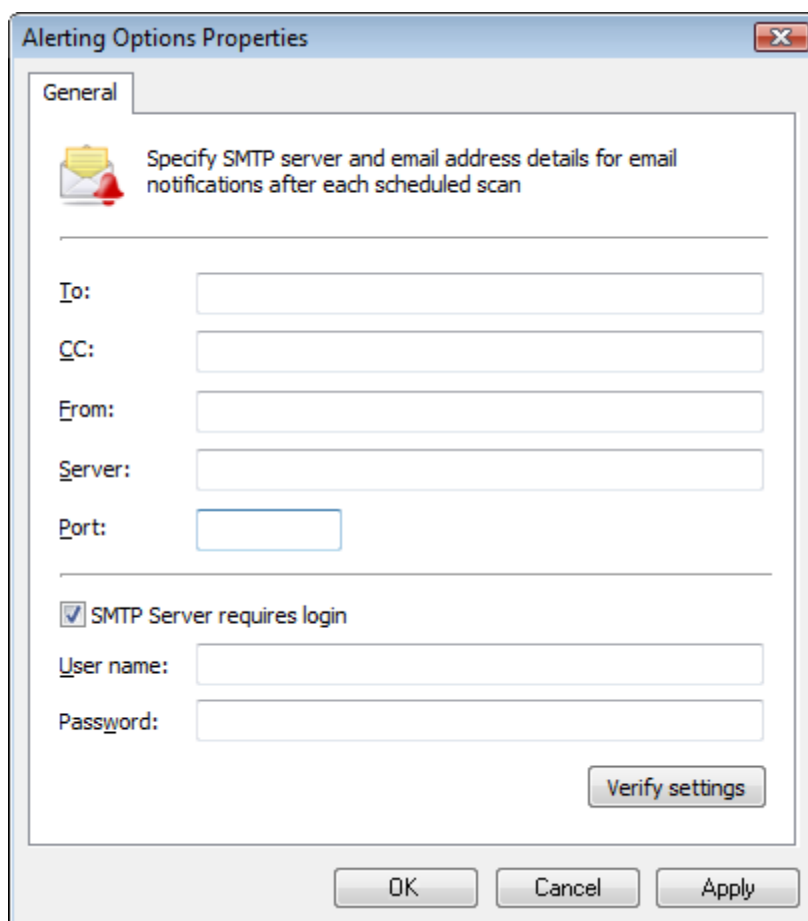 Alerting Options Properties
General
Specify SMTP server and email address details for email
notifications after each scheduled scan
To:
CC:
From:
Server:
Port:
SMTP Server requires login
User name:
Password:
Verify settings
OK Cancel Apply